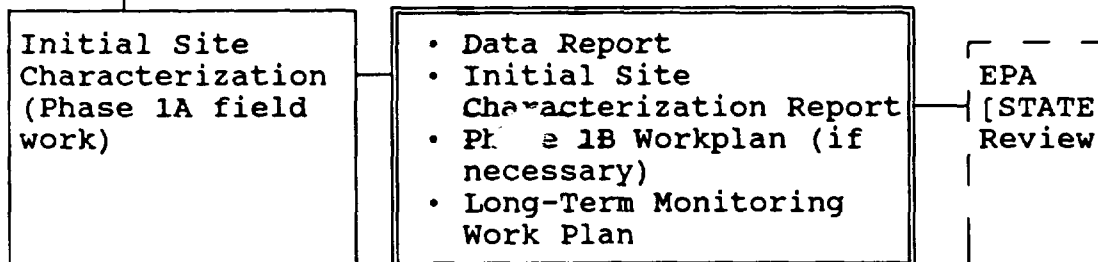 Initial Site
Characterization
(Phase 1A field
work)
• Data Report
• Initial Site
Characterization Report
• 1B Workplan (if
necessary)
• Long-Term Monitoring
Work Plan
EPA
[STATE
Review